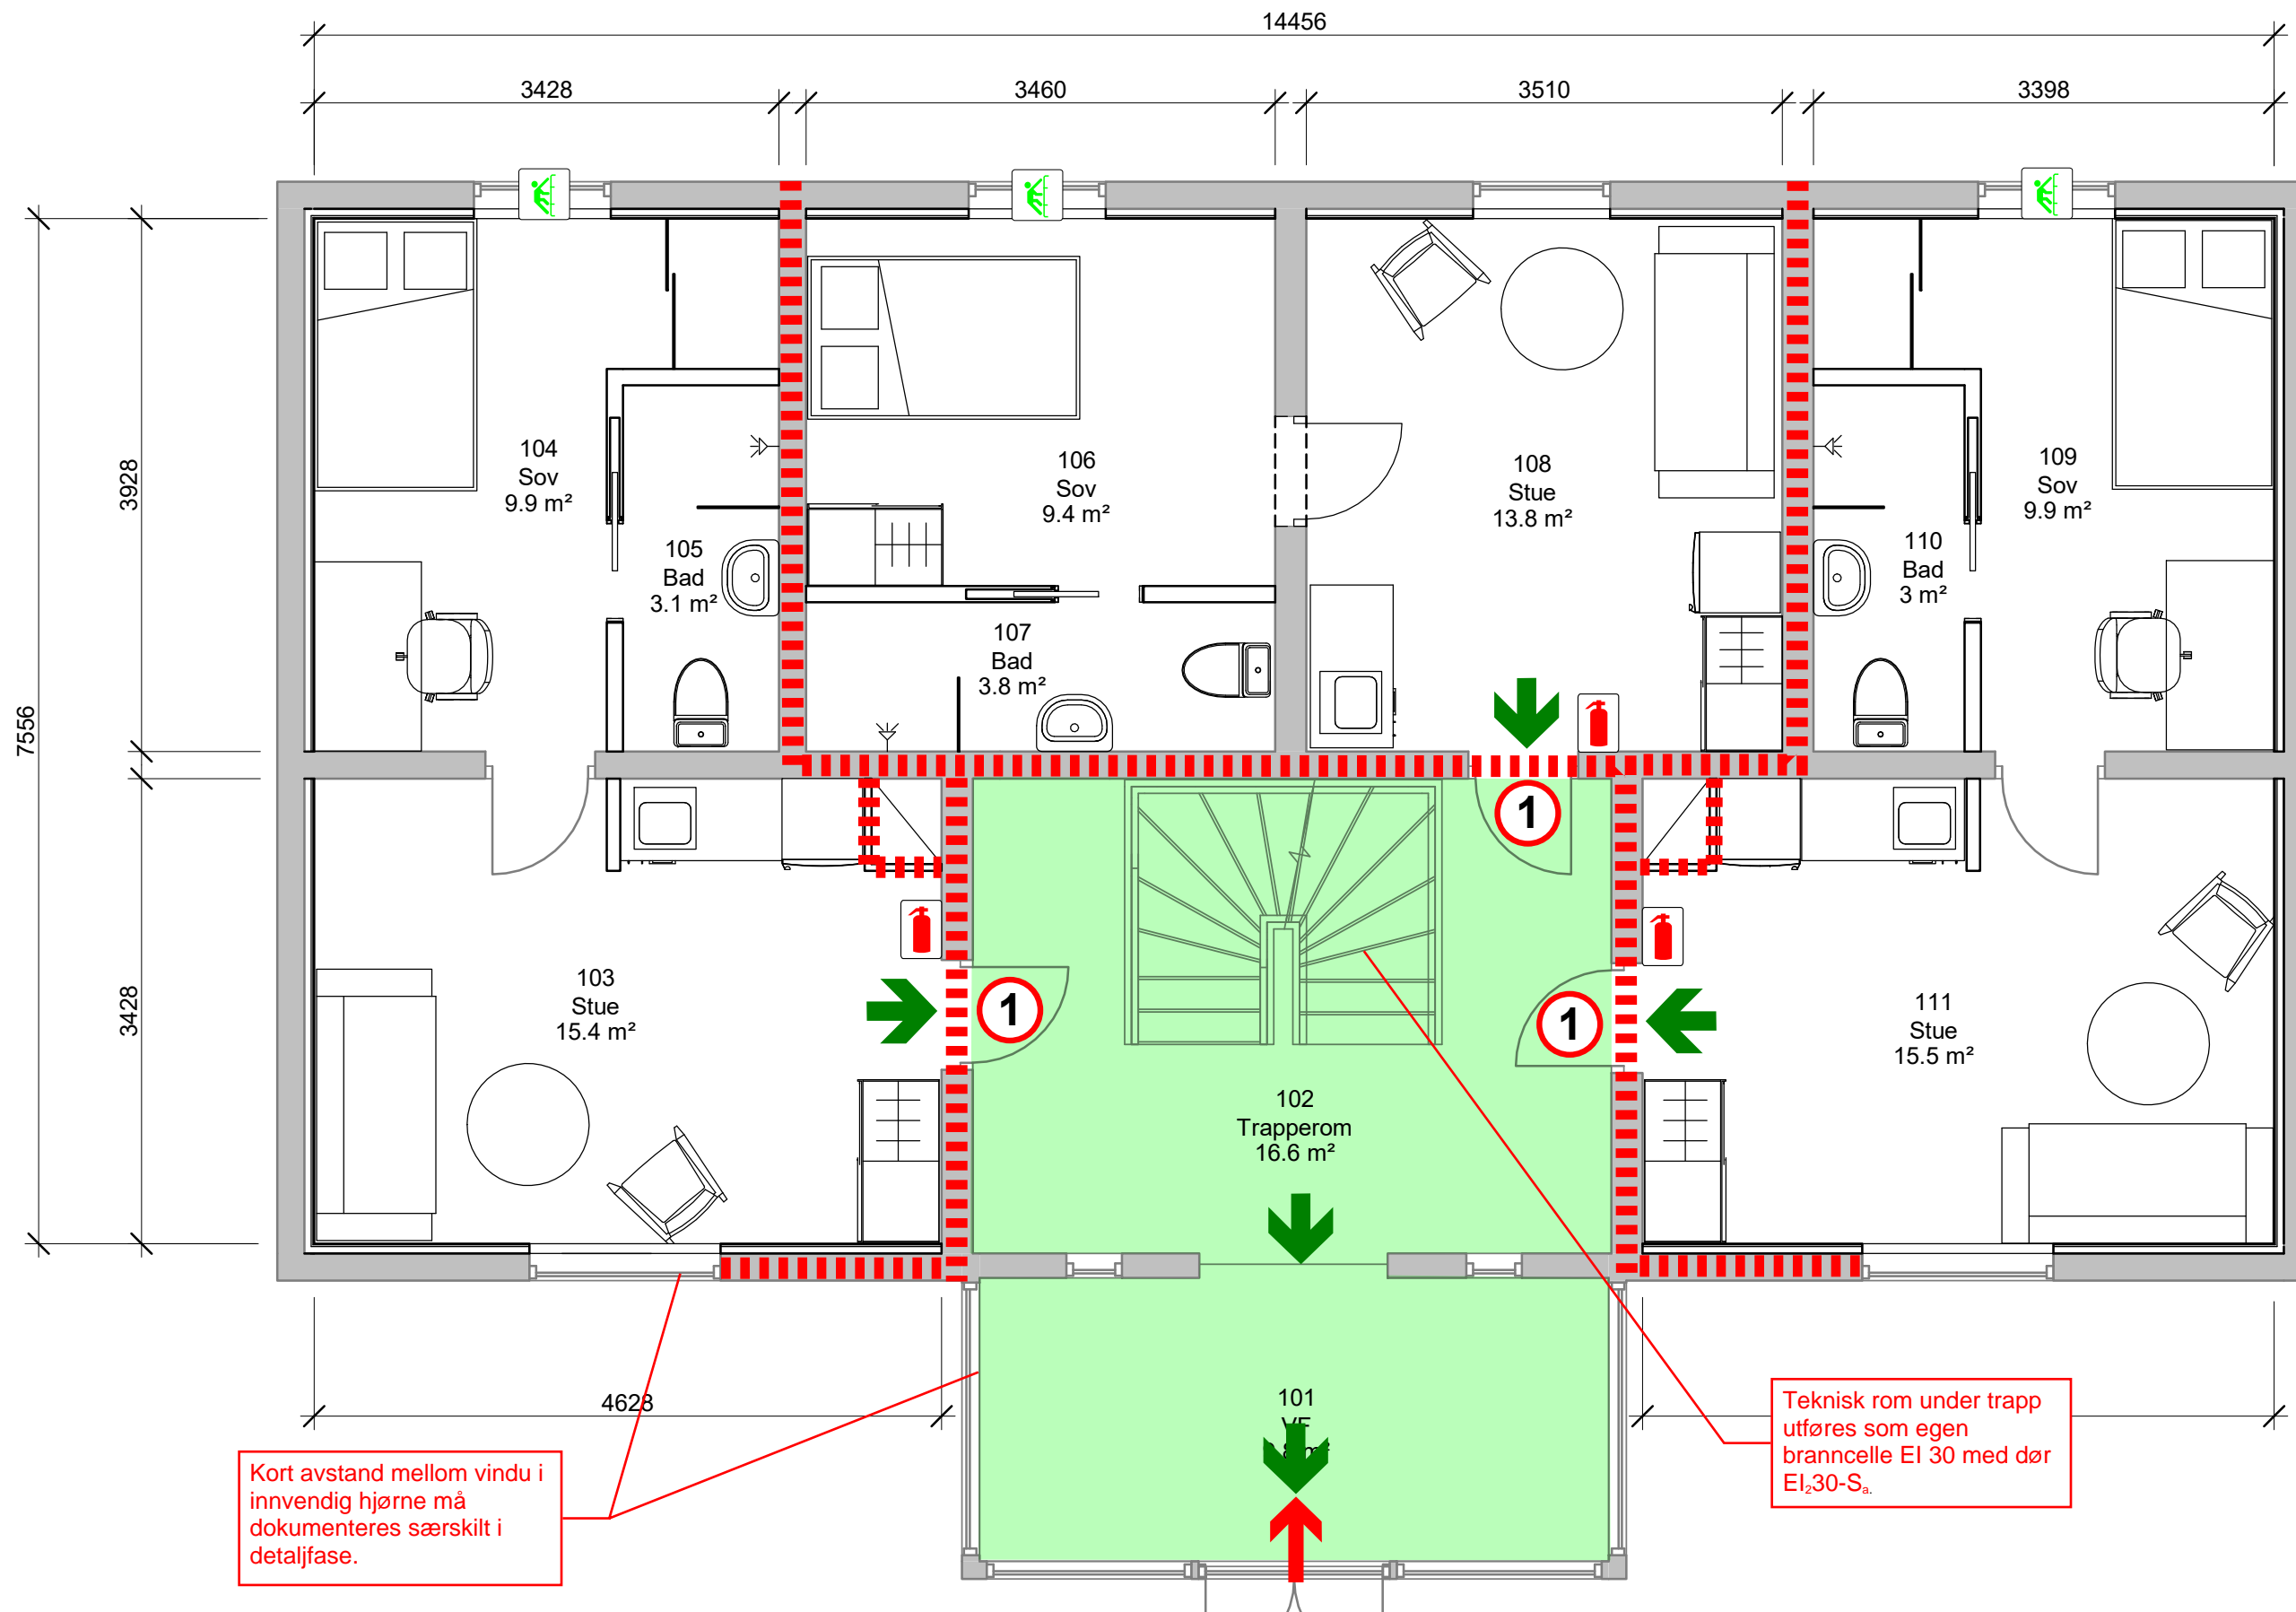 14456
3428
3460
3510
3398
7556
3928
3428
104
Sov
9.9 m²
105
Bad
3.1 m²
106
Sov
9.4 m²
107
Bad
3.8 m²
108
Stue
13.8 m²
109
Sov
9.9 m²
110
Bad
3 m²
1
103
Stue
15.4 m²
1
1
111
Stue
15.5 m²
102
Trapperom
16.6 m²
4628
101
VF
Kort avstand mellom vindu i
innvendig hjørne må
dokumenteres særskilt i
detaljfase.
Teknisk rom under trapp
utføres som egen
branncelle EI 30 med dør
EI₂30-Sₐ.